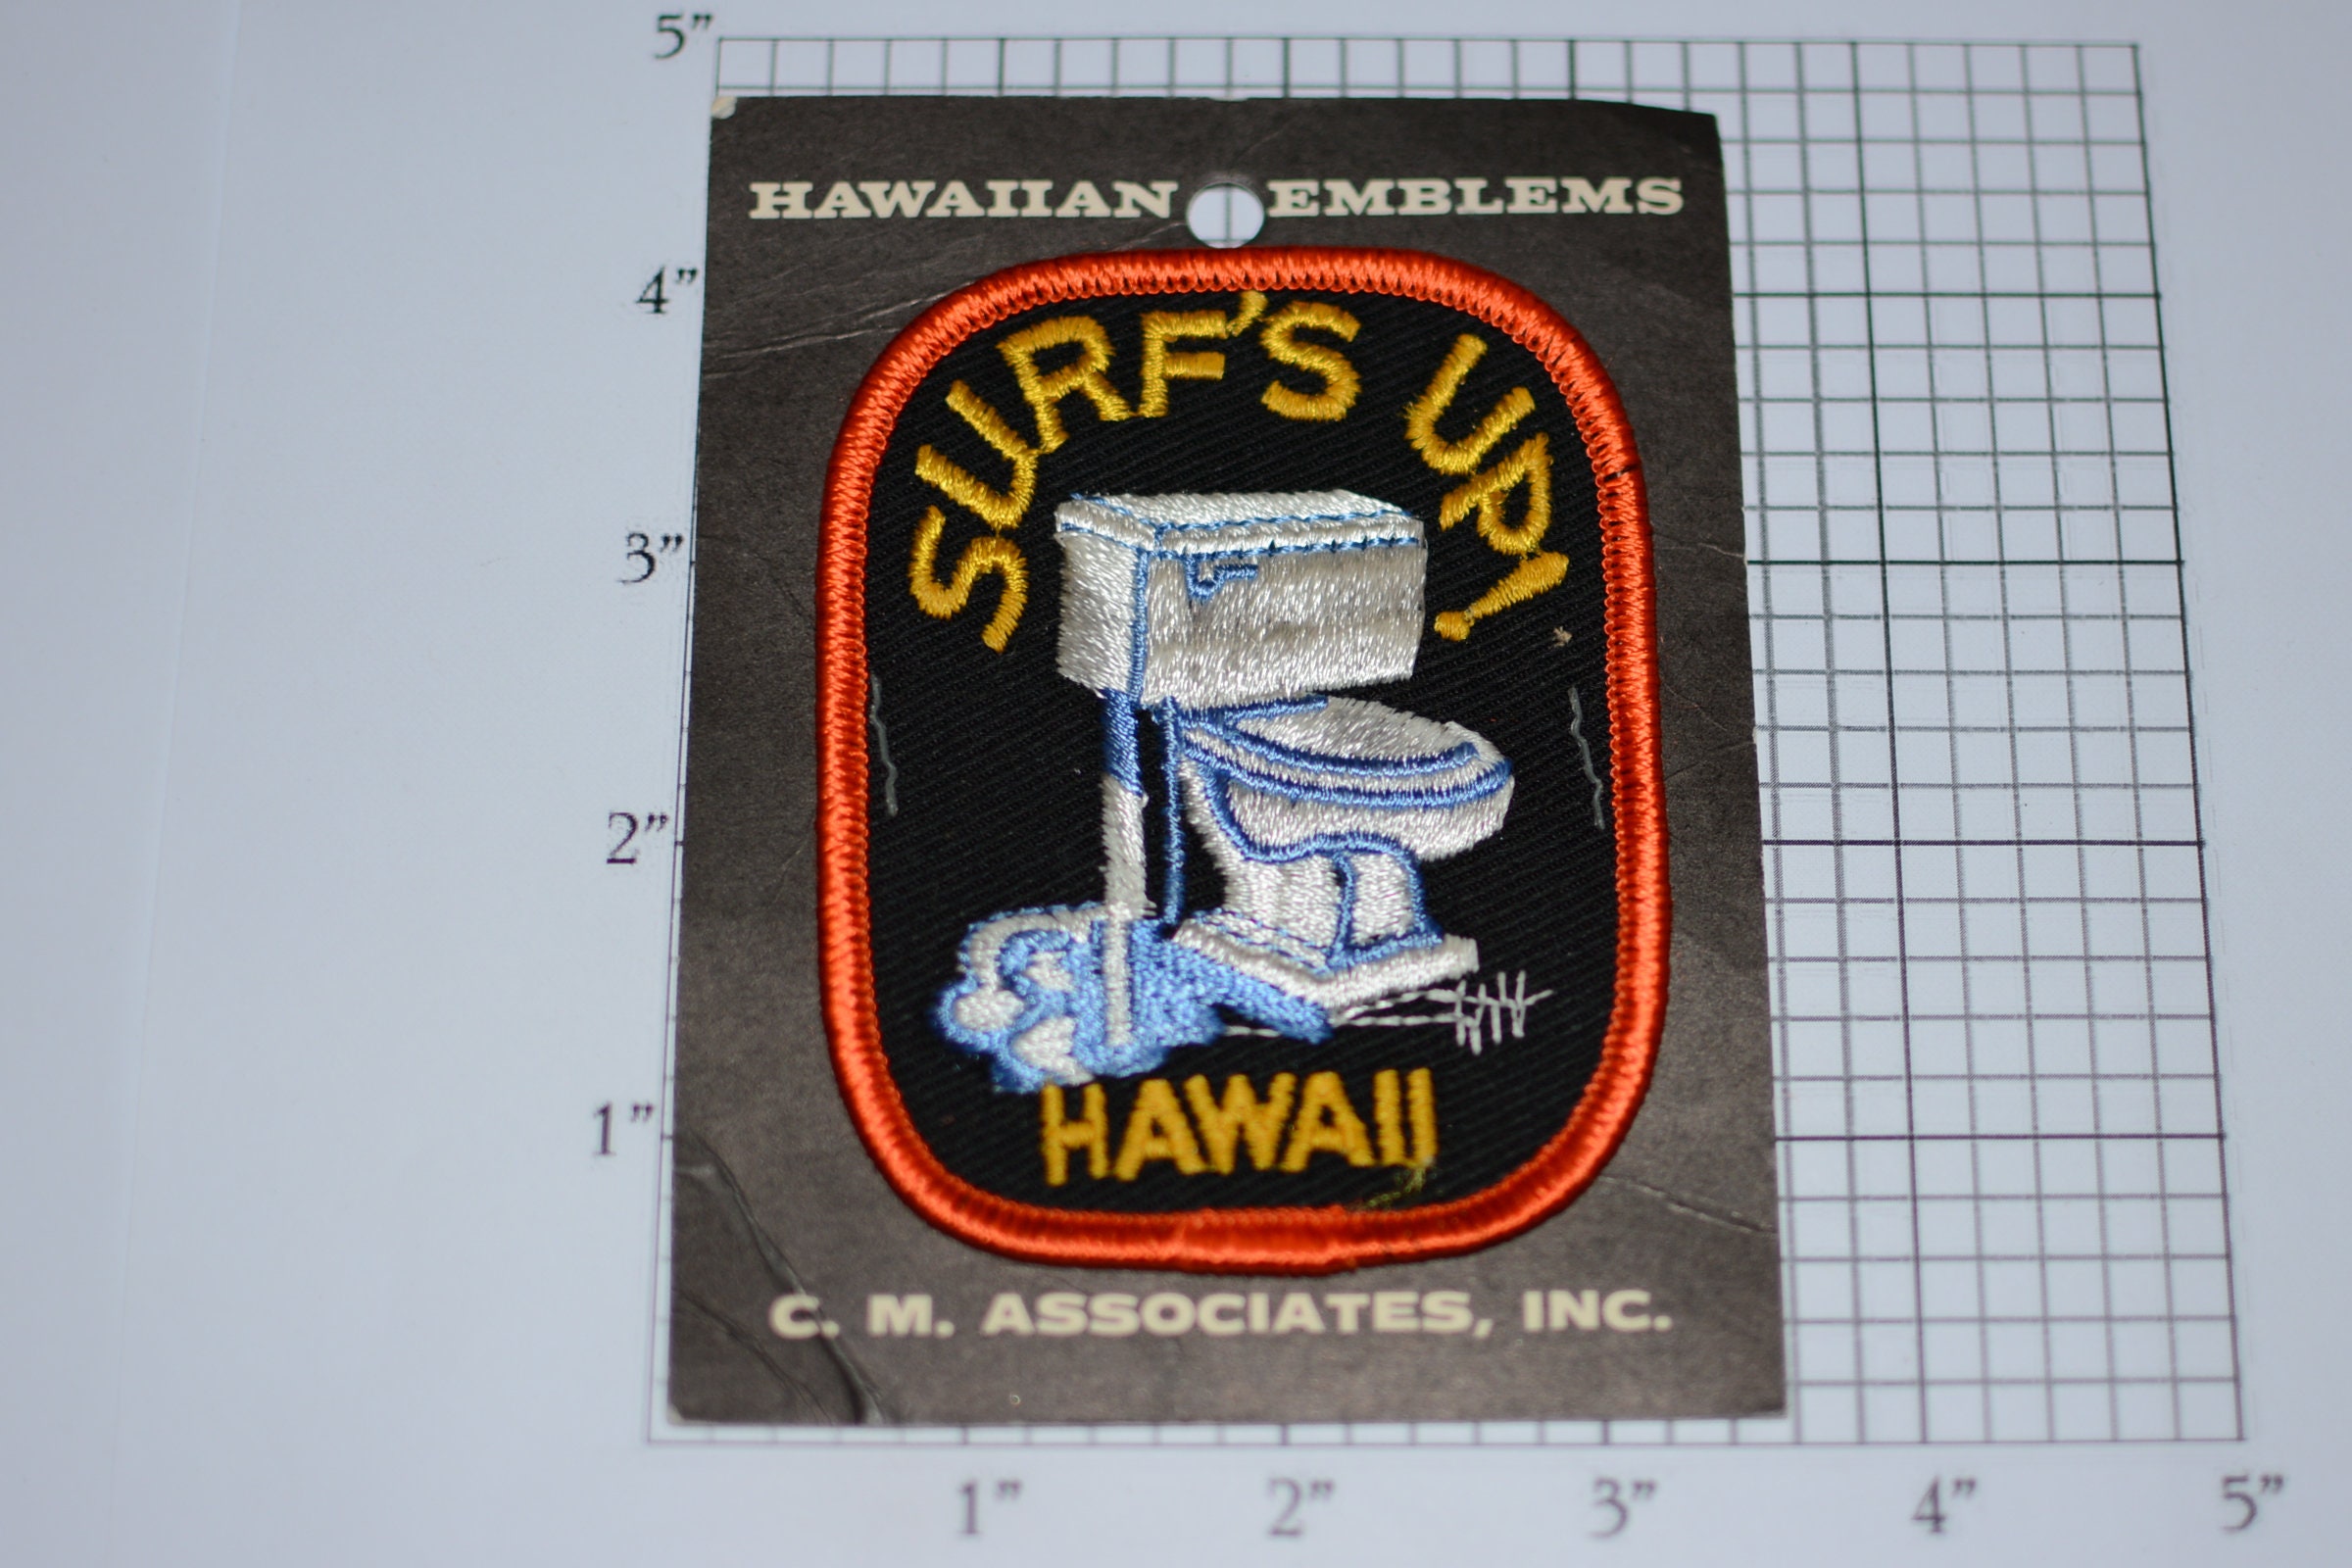 5”
HAWAIIAN EMBLEMS
4”
SURF'S UP!
3”
2”
1”
HAWAII
C. M. ASSOCIATES, INC.
1” 2” 3” 4” 5”